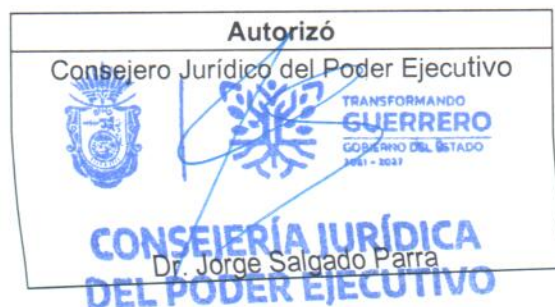 Autorizó
Consejero Jurídico del Poder Ejecutivo
TRANSFORMANDO
GUERRERO
GOBIERNO DEL ESTADO
2021 - 2027
CONSEJERÍA JURÍDICA
Dr. Jorge Salgado Parra
DEL PODER EJECUTIVO